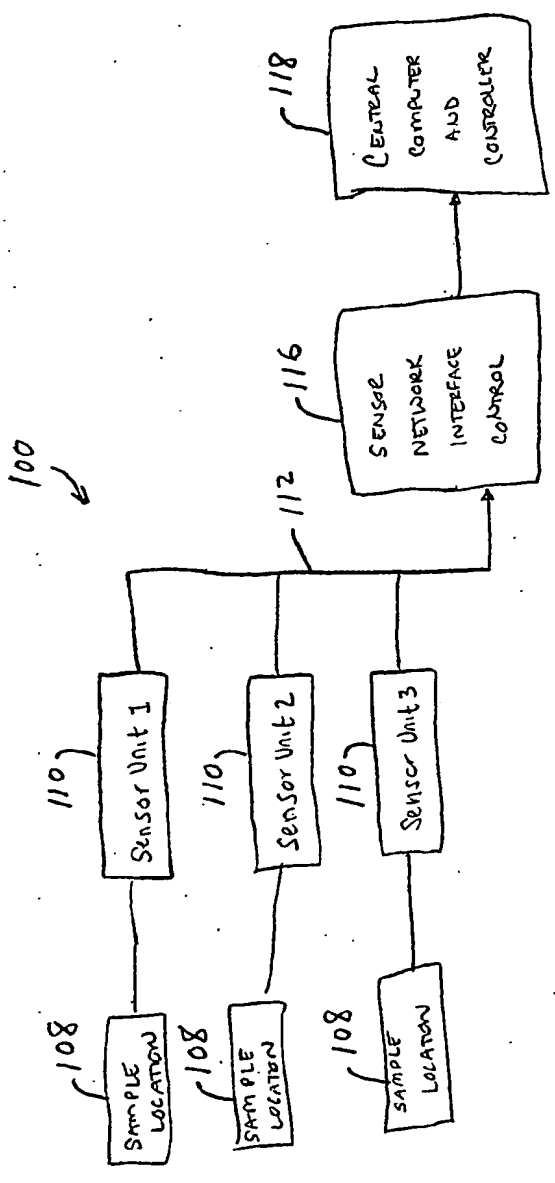 100
108
SAMPLE
LOCATION
110
Sensor Unit 1
108
SAMPLE
LOCATION
110
Sensor Unit 2
108
SAMPLE
LOCATION
110
Sensor Unit 3
112
116
SENSOR
NETWORK
INTERFACE
CONTROL
118
CENTRAL
COMPUTER
AND
CONTROLLER